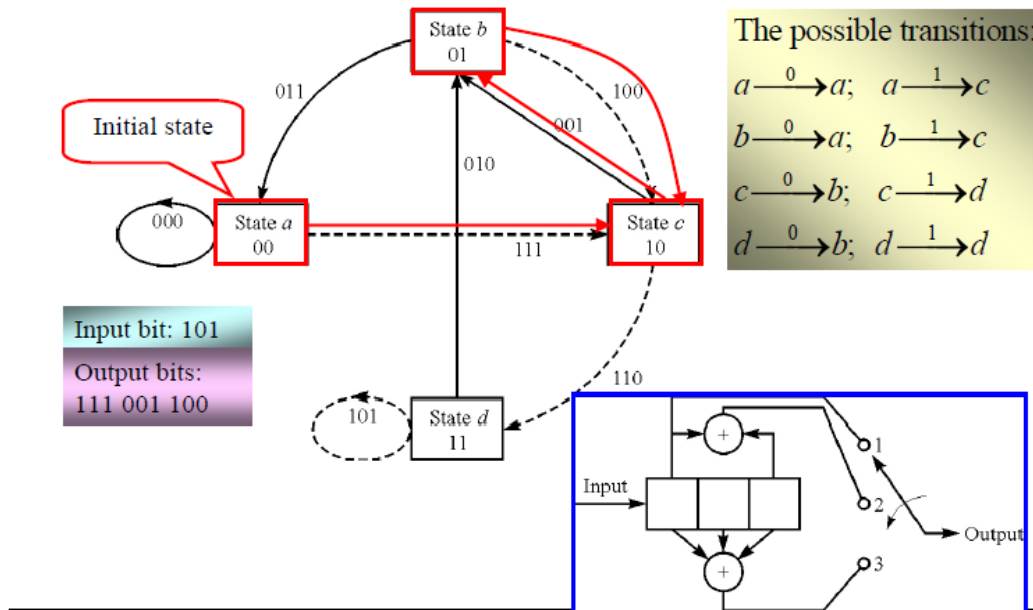 State b
01
The possible transitions:
a 0 a; a 1 c
b 0 a; b 1 c
c 0 b; c 1 d
d 0 b; d 1 d
011
100
Initial state
001
010
000
State a
00
111
State c
10
Input bit: 101
Output bits:
111 001 100
110
101
State d
11
+
1
Input
2
Output
+
3